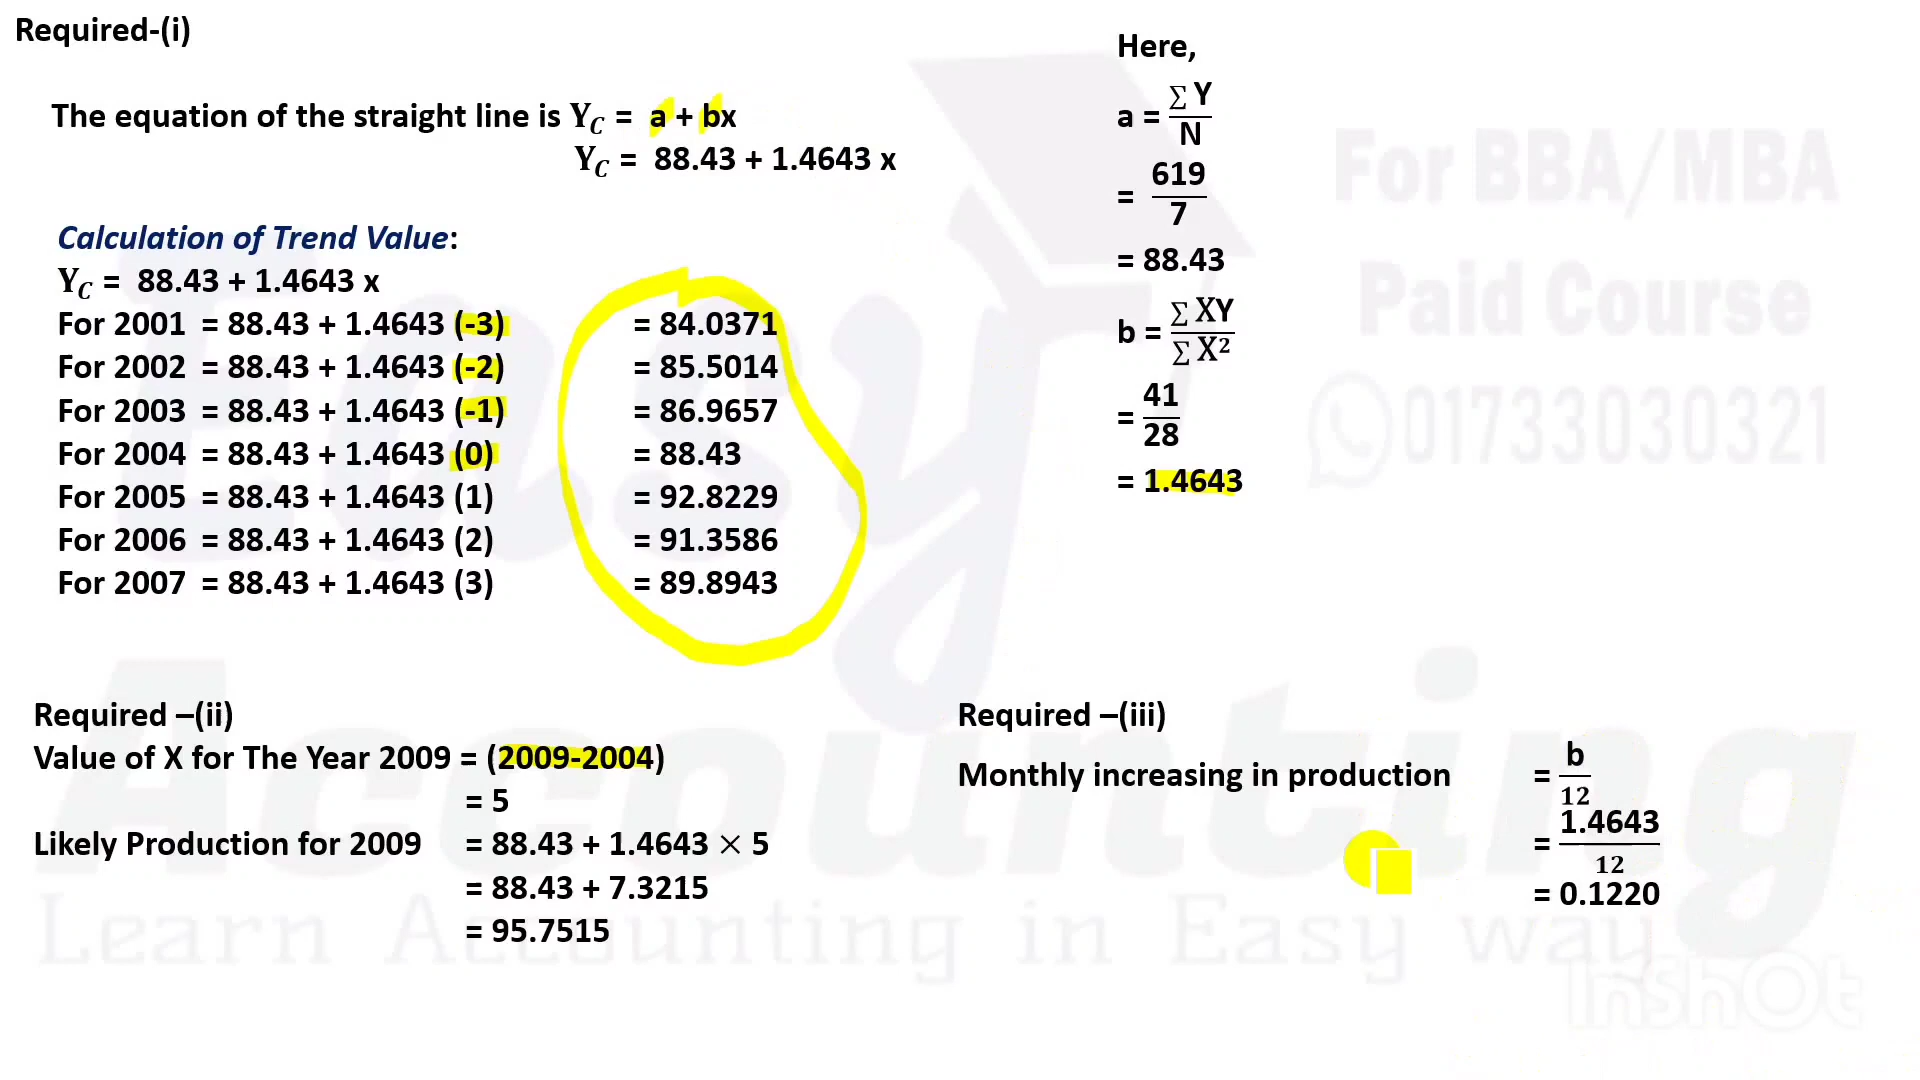 Required-(i)
The equation of the straight line is Y_C = a + bx
Y_C = 88.43 + 1.4643 x
Calculation of Trend Value:
Y_C = 88.43 + 1.4643 x
For 2001 = 88.43 + 1.4643 (-3) = 84.0371
For 2002 = 88.43 + 1.4643 (-2) = 85.5014
For 2003 = 88.43 + 1.4643 (-1) = 86.9657
For 2004 = 88.43 + 1.4643 (0) = 88.43
For 2005 = 88.43 + 1.4643 (1) = 92.8229
For 2006 = 88.43 + 1.4643 (2) = 91.3586
For 2007 = 88.43 + 1.4643 (3) = 89.8943
Here,
a = ∑ Y / N
= 619 / 7
= 88.43
b = ∑ XY / ∑ X²
= 41 / 28
= 1.4643
Required –(ii)
Value of X for The Year 2009 = (2009-2004)
= 5
Likely Production for 2009 = 88.43 + 1.4643 × 5
= 88.43 + 7.3215
= 95.7515
Required –(iii)
Monthly increasing in production = b / 12
= 1.4643 / 12
= 0.1220
For BBA/MBA
Paid Course
01733030321
Easy
Accounting
Learn Accounting in Easy way
InShOt